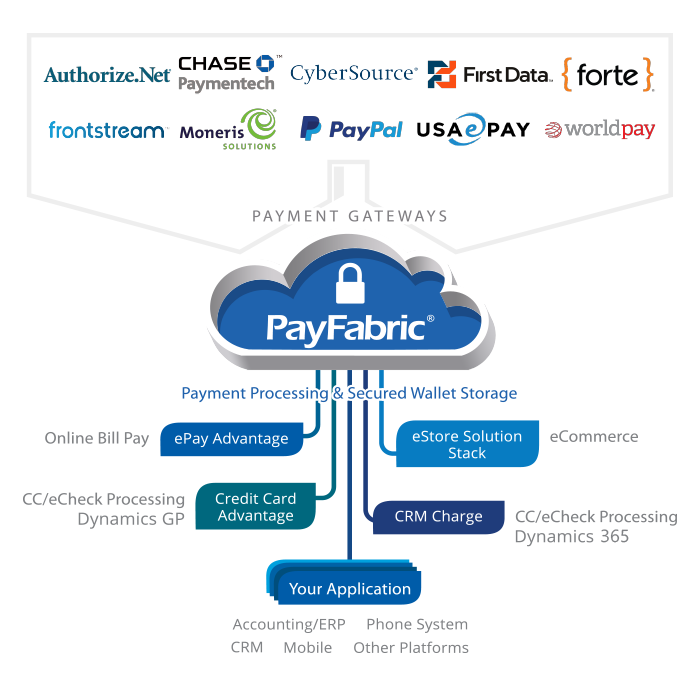 Authorize.Net® CHASE™ CyberSource® First Data™ {forte}
Paymentech
frontstream Moneris® PayPal USAePAY worldpay
SOLUTIONS
PAYMENT GATEWAYS
PayFabric®
Payment Processing & Secured Wallet Storage
Online Bill Pay ePay Advantage
eStore Solution
Stack
eCommerce
CC/eCheck Processing
Dynamics GP
Credit Card
Advantage
CRM Charge
CC/eCheck Processing
Dynamics 365
Your Application
Accounting/ERP Phone System
CRM Mobile Other Platforms